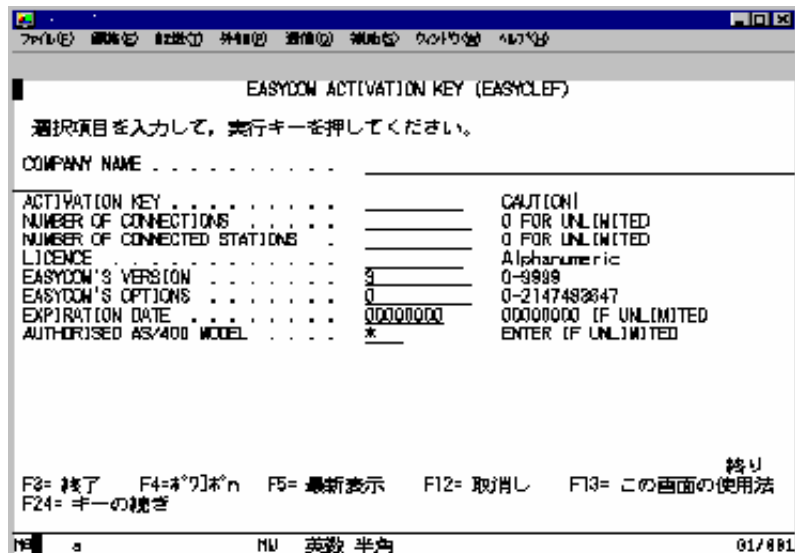 ファイル(F) 編集(E) 転送(T) 外観(P) 通信(Q) 補助(S) ウィンドウ(W) ヘルプ(H)
EASYCOM ACTIVATION KEY (EASYCLEF)
選択項目を入力して，実行キーを押してください。
COMPANY NAME . . . . . . . . . . .
ACTIVATION KEY . . . . . . . . . CAUTION!
NUMBER OF CONNECTIONS . . . . . 0 FOR UNLIMITED
NUMBER OF CONNECTED STATIONS . 0 FOR UNLIMITED
LICENCE . . . . . . . . . . . . Alphanumeric
EASYCOM'S VERSION . . . . . . . 3 0-9999
EASYCOM'S OPTIONS . . . . . . . 0 0-2147483647
EXPIRATION DATE . . . . . . . . 00000000 00000000 IF UNLIMITED
AUTHORISED AS/400 MODEL . . . . * ENTER IF UNLIMITED
終り
F3= 終了 F4= F5= 最新表示 F12= 取消し F13= この画面の使用法
F24= キーの続き
a MW 英数 半角 01/001